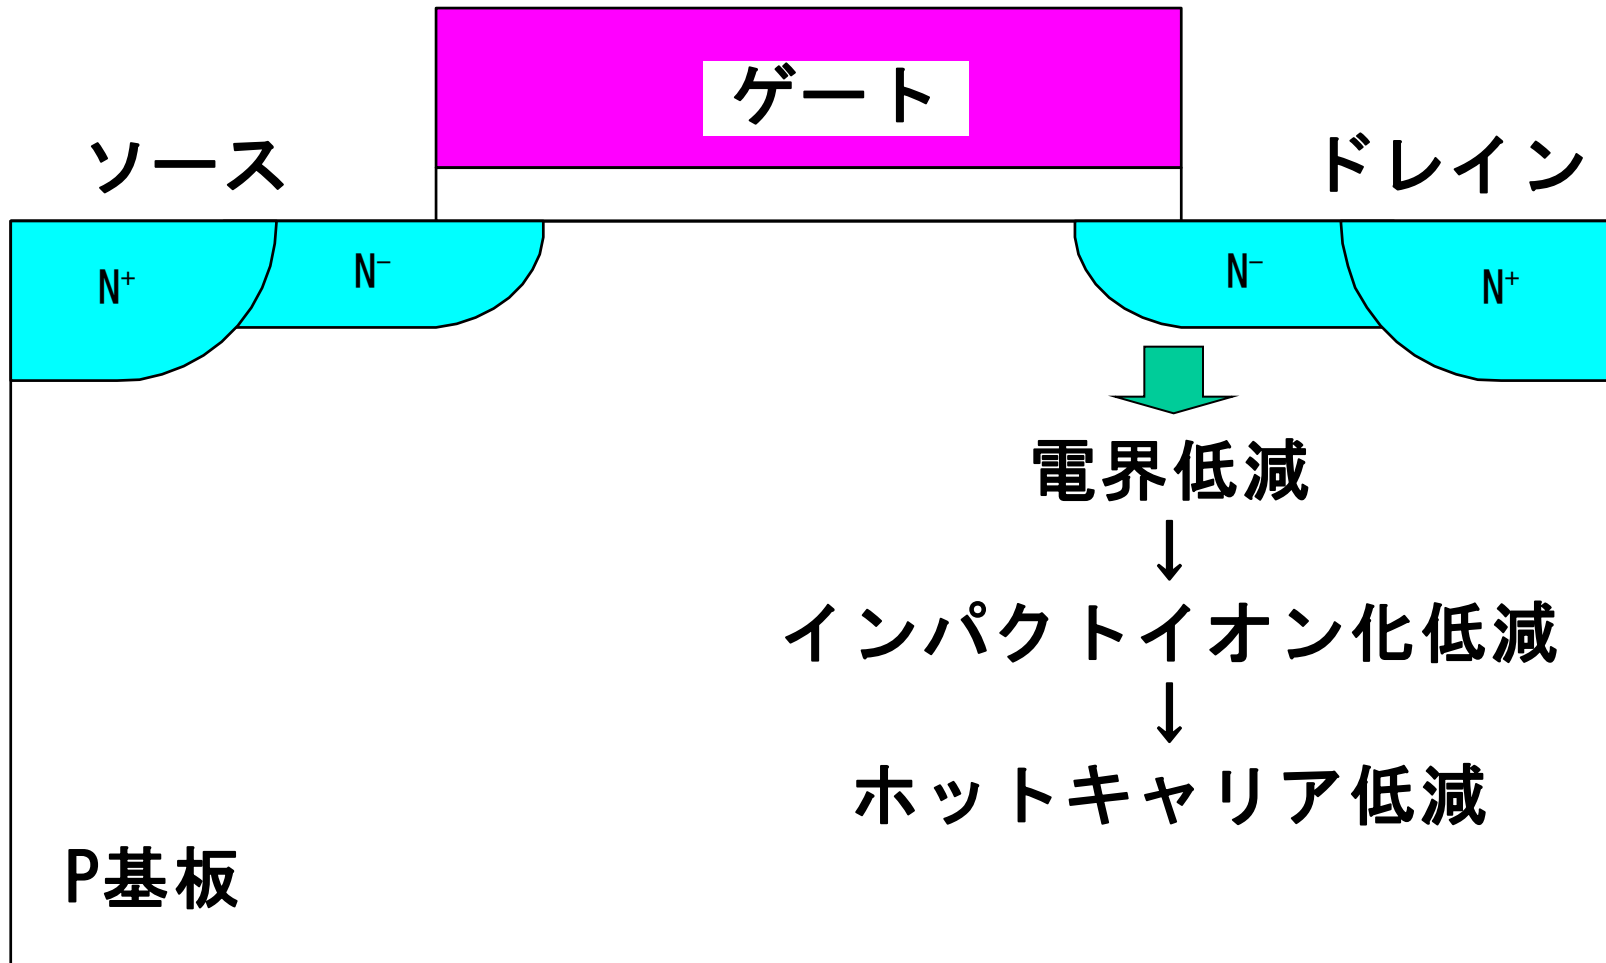 ゲート
ソース
ドレイン
N⁺
N⁻
N⁻
N⁺
電界低減
↓
インパクトイオン化低減
↓
ホットキャリア低減
P基板